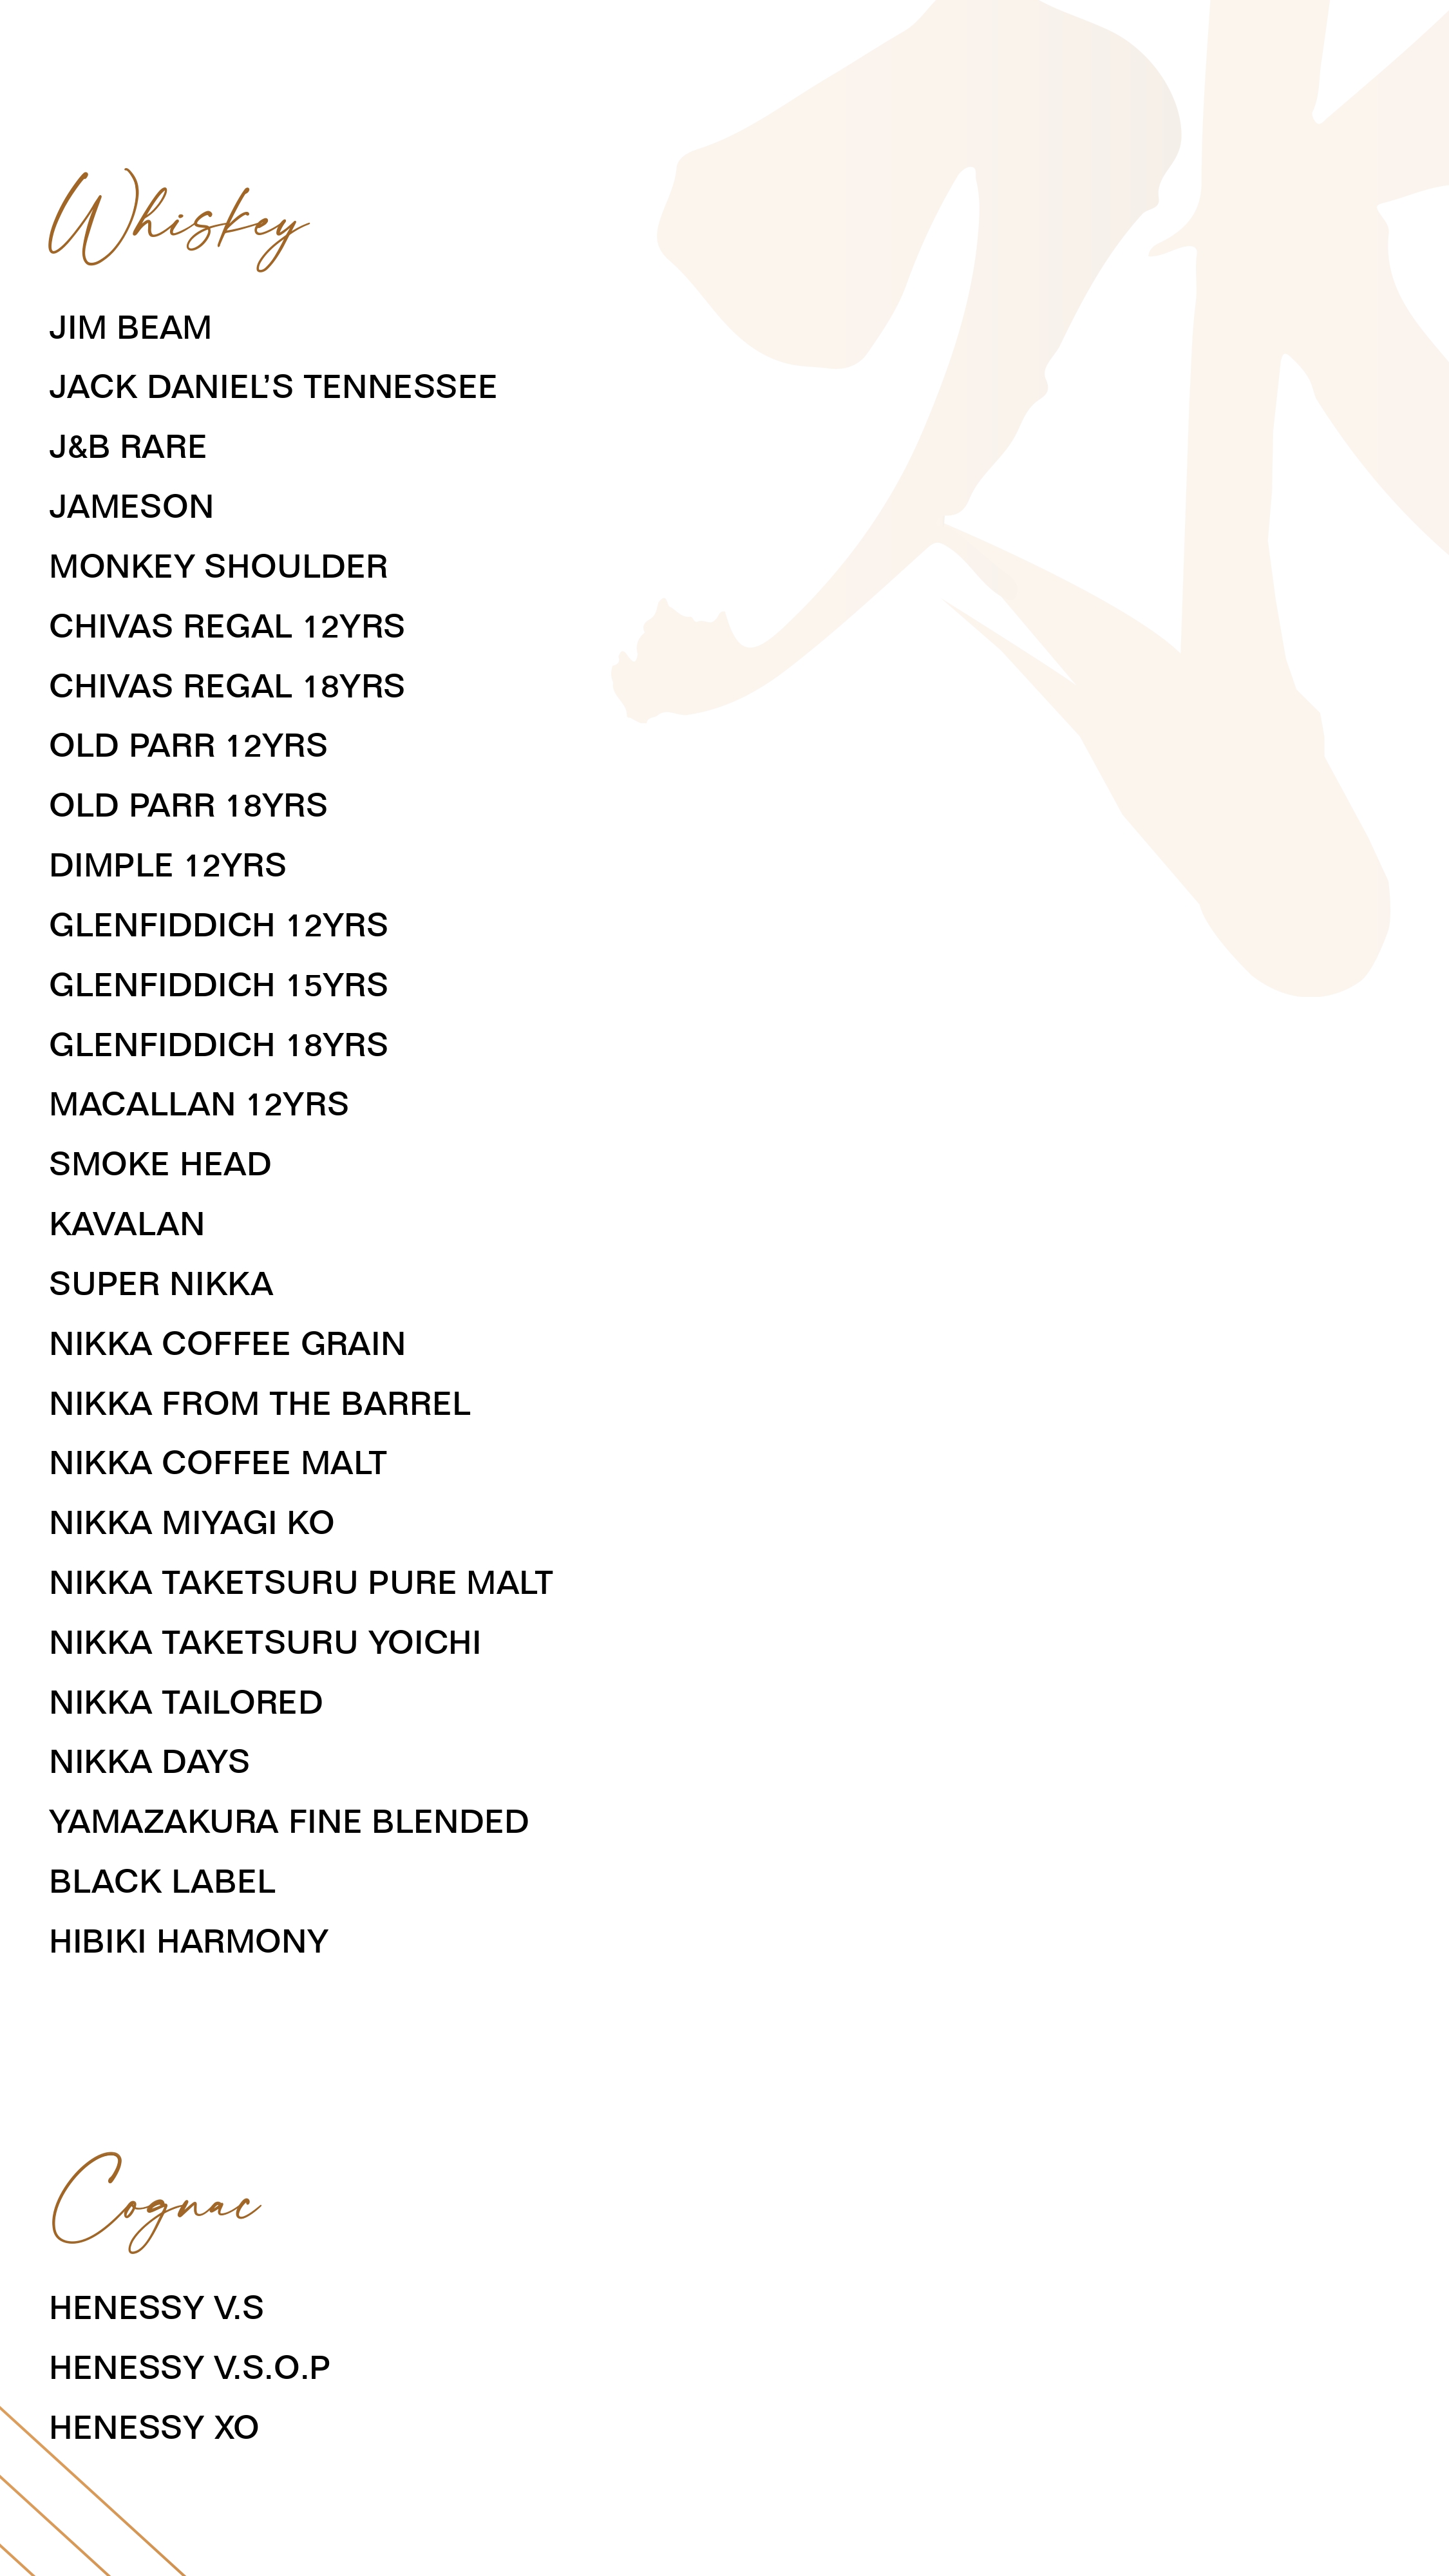 Whiskey
JIM BEAM
JACK DANIEL’S TENNESSEE
J&B RARE
JAMESON
MONKEY SHOULDER
CHIVAS REGAL 12YRS
CHIVAS REGAL 18YRS
OLD PARR 12YRS
OLD PARR 18YRS
DIMPLE 12YRS
GLENFIDDICH 12YRS
GLENFIDDICH 15YRS
GLENFIDDICH 18YRS
MACALLAN 12YRS
SMOKE HEAD
KAVALAN
SUPER NIKKA
NIKKA COFFEE GRAIN
NIKKA FROM THE BARREL
NIKKA COFFEE MALT
NIKKA MIYAGI KO
NIKKA TAKETSURU PURE MALT
NIKKA TAKETSURU YOICHI
NIKKA TAILORED
NIKKA DAYS
YAMAZAKURA FINE BLENDED
BLACK LABEL
HIBIKI HARMONY
Cognac
HENESSY V.S
HENESSY V.S.O.P
HENESSY XO